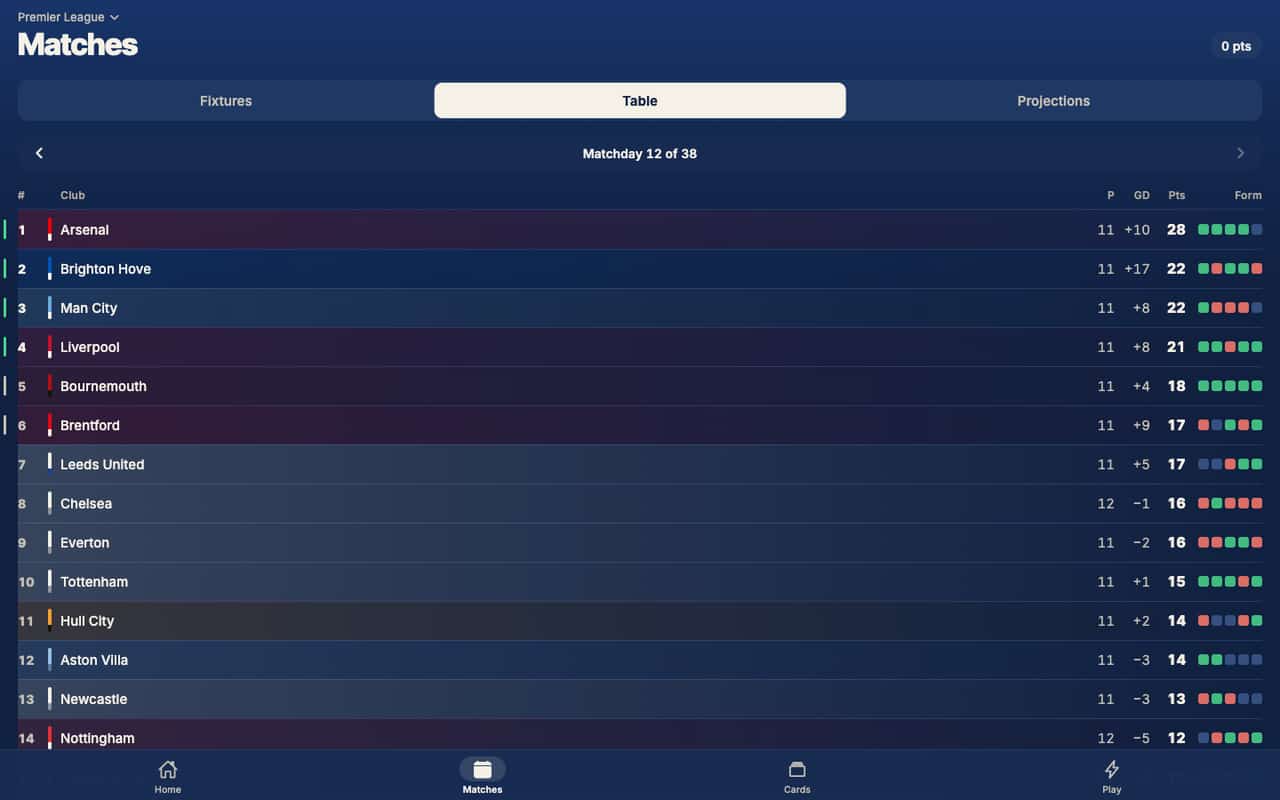 Premier League
Matches
0 pts
Fixtures Table Projections
Matchday 12 of 38
# Club P GD Pts Form
1 Arsenal 11 +10 28
2 Brighton Hove 11 +17 22
3 Man City 11 +8 22
4 Liverpool 11 +8 21
5 Bournemouth 11 +4 18
6 Brentford 11 +9 17
7 Leeds United 11 +5 17
8 Chelsea 12 −1 16
9 Everton 11 −2 16
10 Tottenham 11 +1 15
11 Hull City 11 +2 14
12 Aston Villa 11 −3 14
13 Newcastle 11 −3 13
14 Nottingham 12 −5 12
Home Matches Cards Play